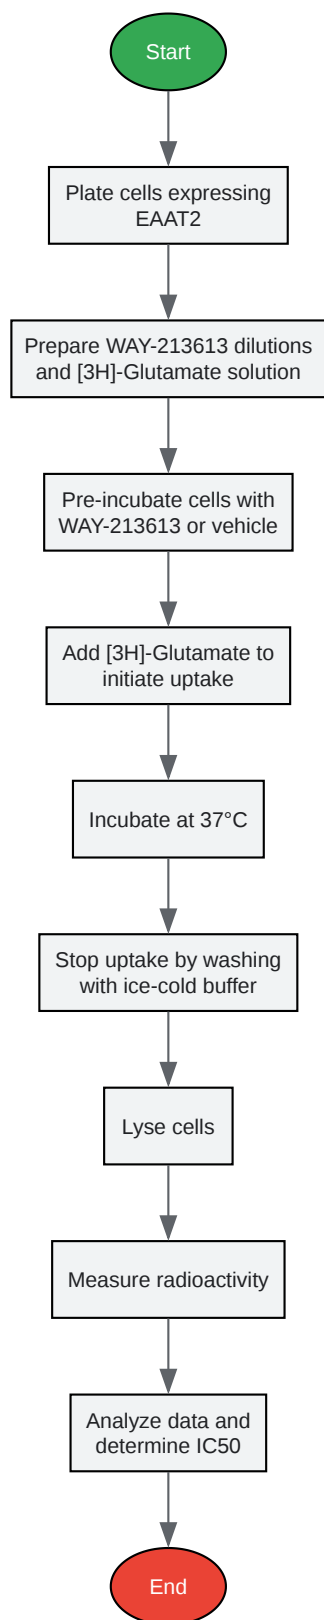 Start
Plate cells expressing
EAAT2
Prepare WAY-213613 dilutions
and [3H]-Glutamate solution
Pre-incubate cells with
WAY-213613 or vehicle
Add [3H]-Glutamate to
initiate uptake
Incubate at 37°C
Stop uptake by washing
with ice-cold buffer
Lyse cells
Measure radioactivity
Analyze data and
determine IC50
End